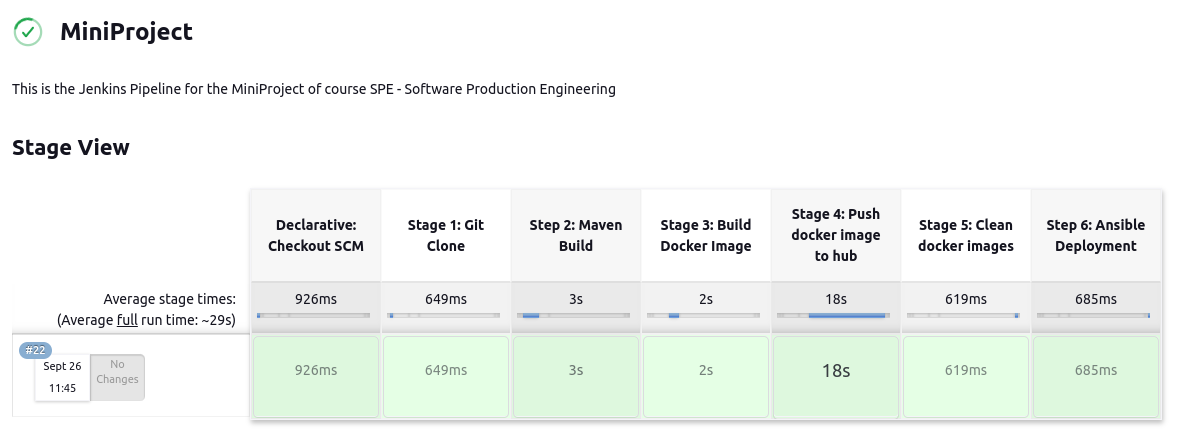 MiniProject
This is the Jenkins Pipeline for the MiniProject of course SPE - Software Production Engineering
Stage View
Declarative:
Checkout SCM
Stage 1: Git
Clone
Step 2: Maven
Build
Stage 3: Build
Docker Image
Stage 4: Push
docker image
to hub
Stage 5: Clean
docker images
Step 6: Ansible
Deployment
Average stage times:
(Average full run time: ~29s)
926ms
649ms
3s
2s
18s
619ms
685ms
#22
Sept 26
11:45
No
Changes
926ms
649ms
3s
2s
18s
619ms
685ms